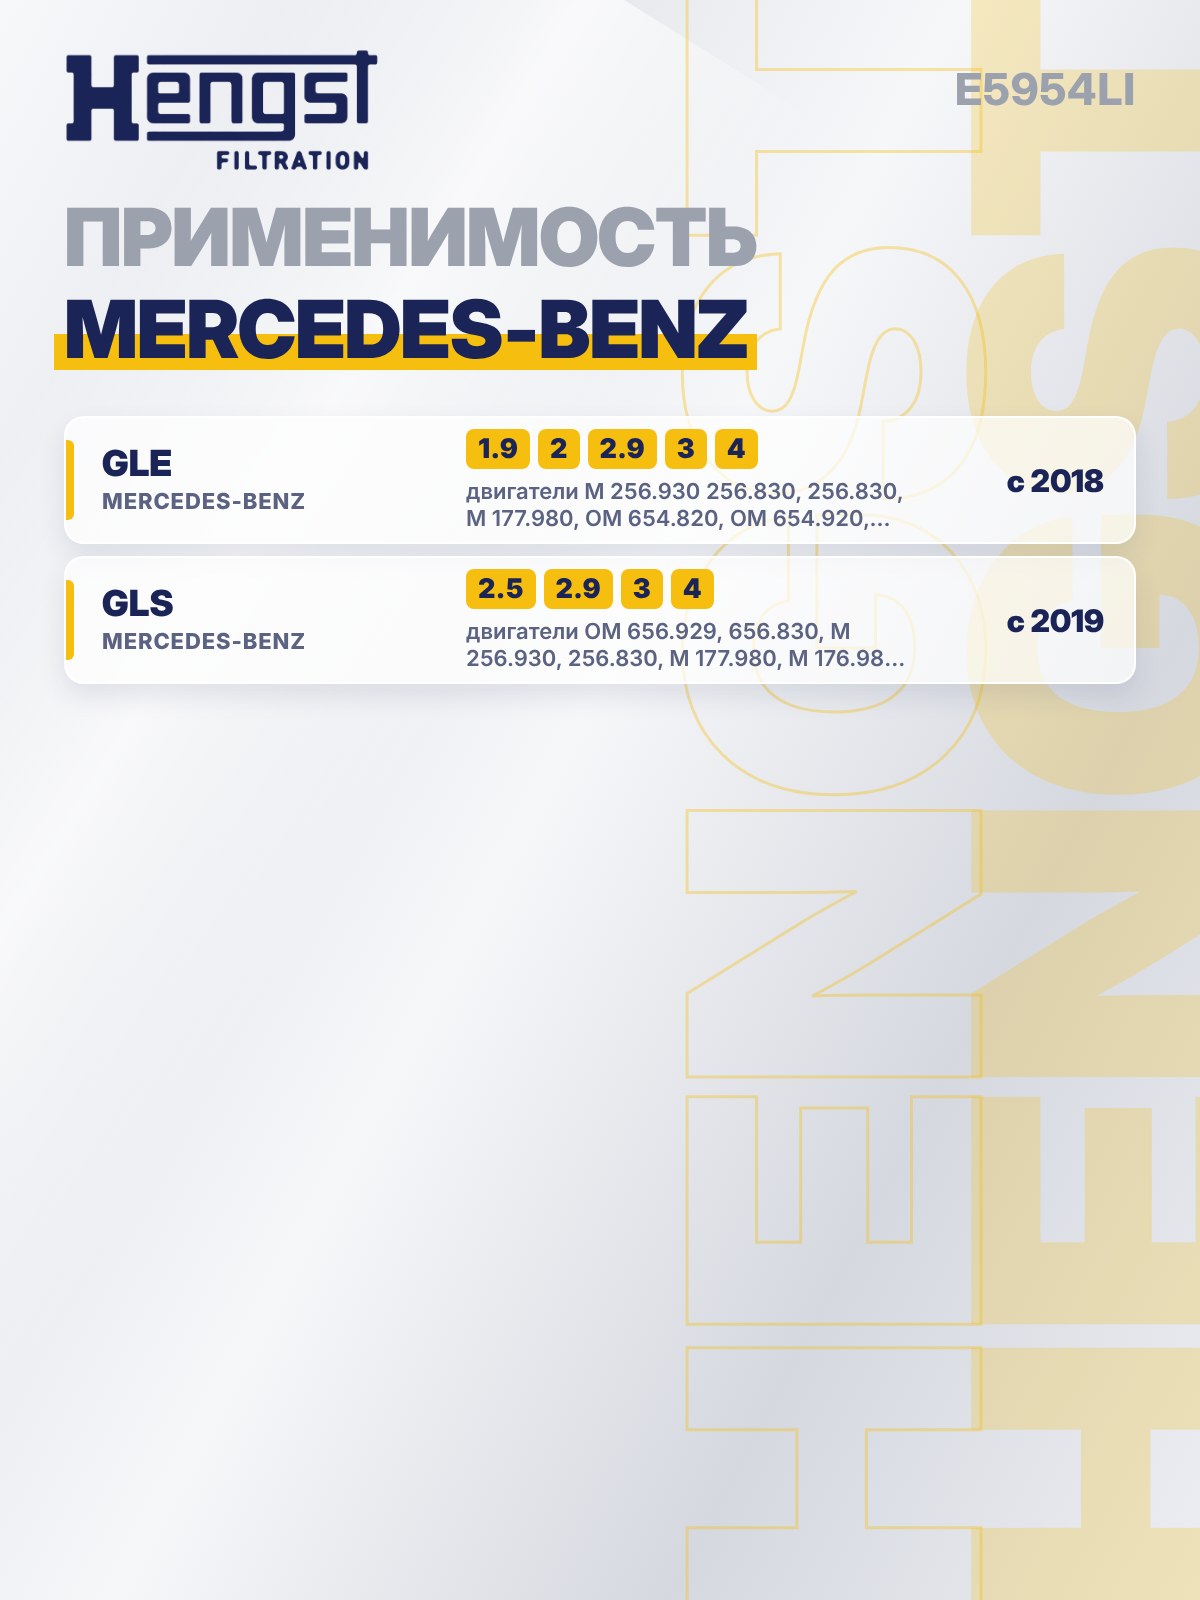 Hengst
FILTRATION
E5954LI
ПРИМЕНИМОСТЬ
MERCEDES-BENZ
GLE
MERCEDES-BENZ
1.9 2 2.9 3 4
двигатели M 256.930 256.830, 256.830,
M 177.980, OM 654.820, OM 654.920,...
с 2018
GLS
MERCEDES-BENZ
2.5 2.9 3 4
двигатели OM 656.929, 656.830, M
256.930, 256.830, M 177.980, M 176.98...
с 2019
HENGST
HENGST